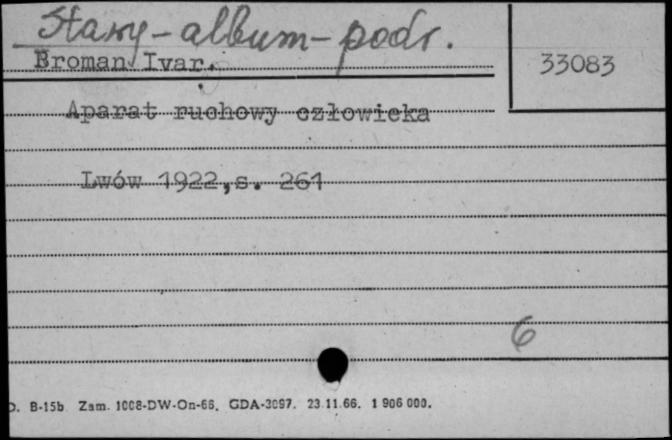 Stawy - album - podr.
Broman Ivar.
33083
Aparat ruchowy człowieka
Lwów 1922, s. 261
6
D. B-15b Zam. 1008-DW-On-66. GDA-3097. 23.11.66. 1 906 000.